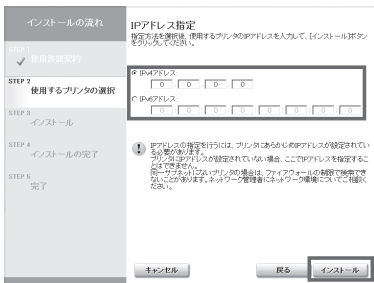 インストールの流れ
STEP 1
使用許諾契約
STEP 2
使用するプリンタの選択
STEP 3
インストール
STEP 4
インストールの完了
STEP 5
完了
IPアドレス指定
指定方法を選択後、使用するプリンタのIPアドレスを入力して、[インストール]ボタン
をクリックしてください。
IPv4アドレス:
0 . 0 . 0 . 0
IPv6アドレス:
0 : 0 : 0 : 0 : 0 : 0 : 0 : 0
IPアドレスの指定を行うには、プリンタにあらかじめIPアドレスが設定されてい
る必要があります。
プリンタにIPアドレスが設定されていない場合、ここでIPアドレスを指定するこ
とはできません。
同一サブネットにないプリンタの場合は、ファイアウォールの制限で検索でき
ないことがあります。ネットワーク管理者にネットワーク環境についてご相談く
ださい。
キャンセル
戻る
インストール